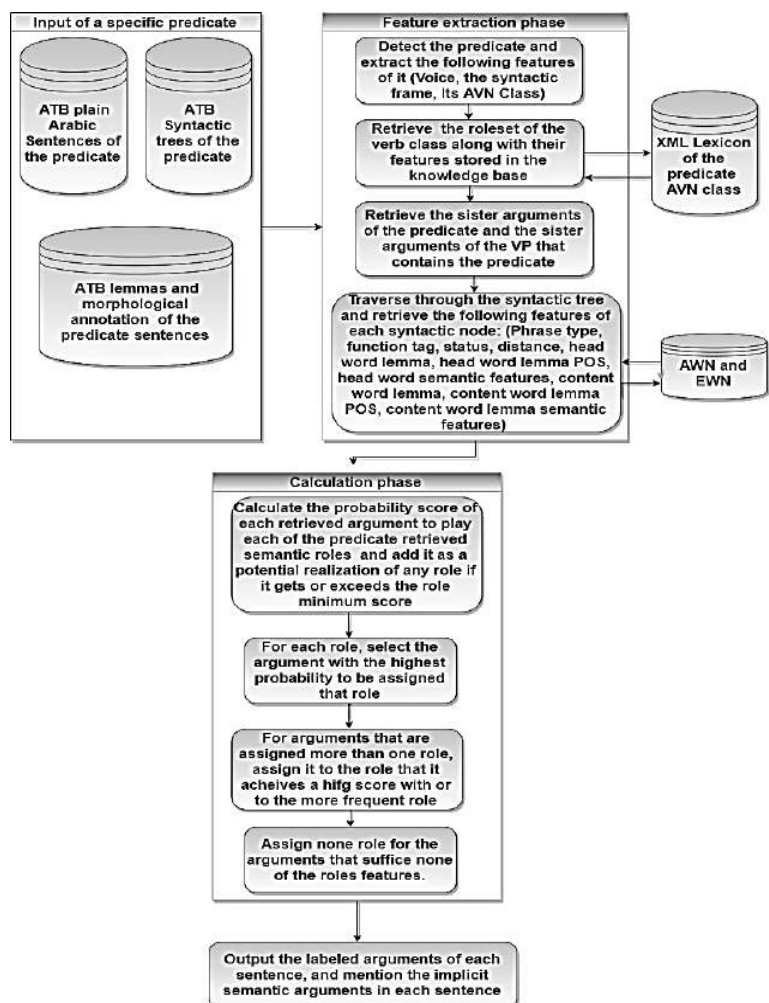 Input of a specific predicate
ATB plain
Arabic
Sentences of
the predicate
ATB
Syntactic
trees of the
predicate
ATB lemmas and
morphological
annotation of the
predicate sentences
Feature extraction phase
Detect the predicate and
extract the following features
of it (Voice, the syntactic
frame, Its AVN Class)
Retrieve the roleset of the
verb class along with their
features stored in the
knowledge base
XML Lexicon
of the
predicate
AVN class
Retrieve the sister arguments
of the predicate and the sister
arguments of the VP that
contains the predicate
Traverse through the syntactic tree
and retrieve the following features of
each syntactic node: (Phrase type,
function tag, status, distance, head
word lemma, head word lemma POS,
head word semantic features, content
word lemma, content word lemma
POS, content word lemma semantic
features)
AWN and
EWN
Calculation phase
Calculate the probability score of
each retrieved argument to play
each of the predicate retrieved
semantic roles and add it as a
potential realization of any role if
it gets or exceeds the role
minimum score
For each role, select the
argument with the highest
probability to be assigned
that role
For arguments that are
assigned more than one role,
assign it to the role that it
acheives a hifg score with or
to the more frequent role
Assign none role for the
arguments that suffice none
of the roles features.
Output the labeled arguments of each
sentence, and mention the implicit
semantic arguments in each sentence